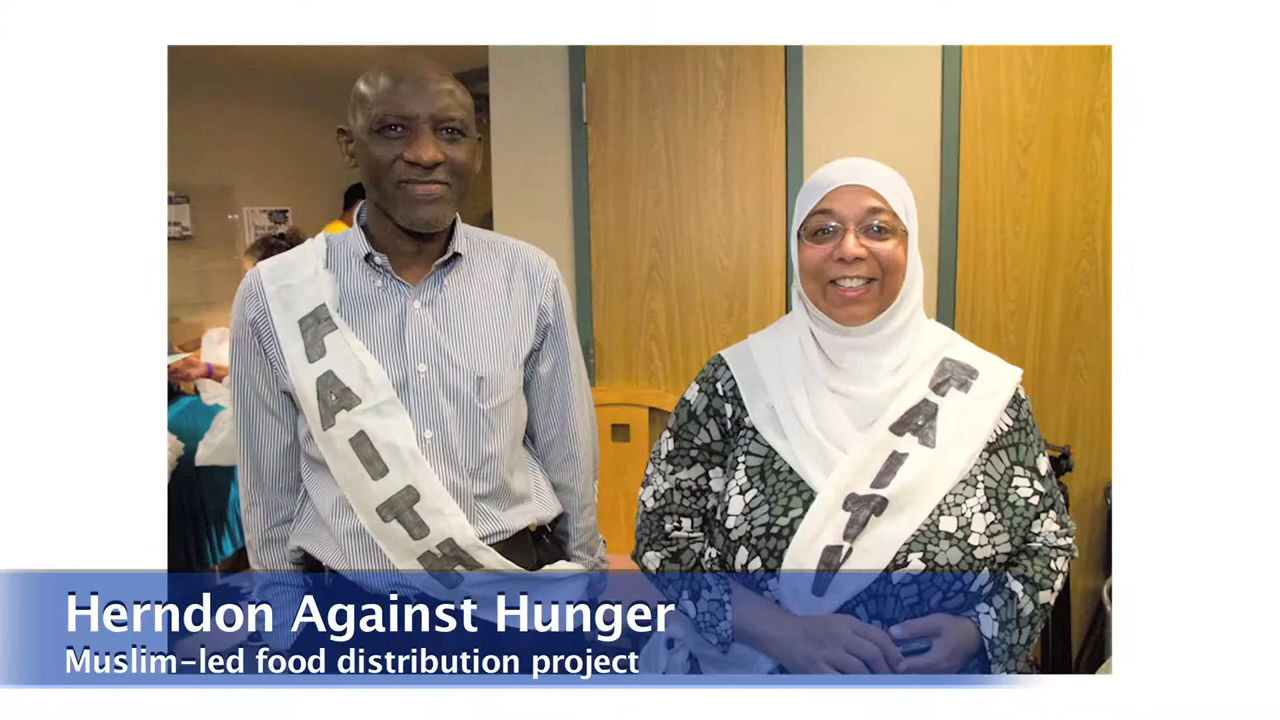 FAITH
FAITH
Herndon Against Hunger
Muslim-led food distribution project